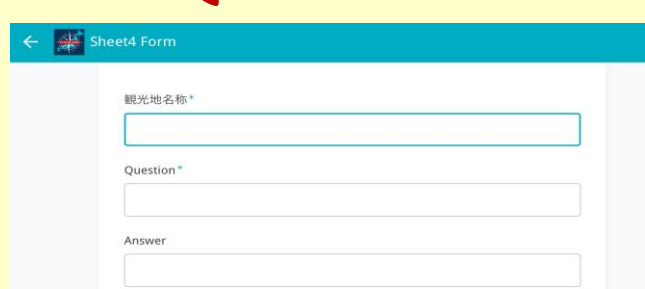 Sheet4 Form
観光地名称*
Question*
Answer